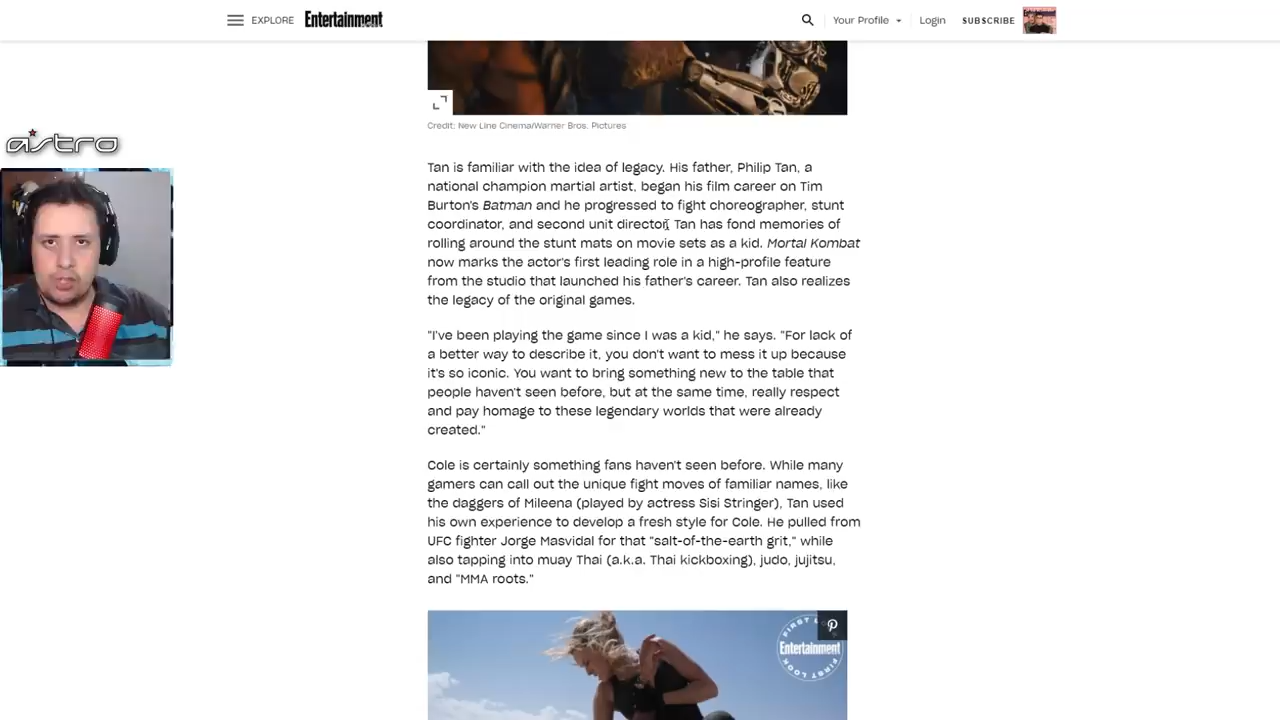 EXPLORE
Entertainment
Your Profile
Login
SUBSCRIBE
Credit: New Line Cinema/Warner Bros. Pictures
astro
Tan is familiar with the idea of legacy. His father, Philip Tan, a
national champion martial artist, began his film career on Tim
Burton's Batman and he progressed to fight choreographer, stunt
coordinator, and second unit director. Tan has fond memories of
rolling around the stunt mats on movie sets as a kid. Mortal Kombat
now marks the actor's first leading role in a high-profile feature
from the studio that launched his father's career. Tan also realizes
the legacy of the original games.
"I've been playing the game since I was a kid," he says. "For lack of
a better way to describe it, you don't want to mess it up because
it's so iconic. You want to bring something new to the table that
people haven't seen before, but at the same time, really respect
and pay homage to these legendary worlds that were already
created."
Cole is certainly something fans haven't seen before. While many
gamers can call out the unique fight moves of familiar names, like
the daggers of Mileena (played by actress Sisi Stringer), Tan used
his own experience to develop a fresh style for Cole. He pulled from
UFC fighter Jorge Masvidal for that "salt-of-the-earth grit," while
also tapping into muay Thai (a.k.a. Thai kickboxing), judo, jujitsu,
and "MMA roots."
FIRST LOOK
Entertainment
FIRST LOOK